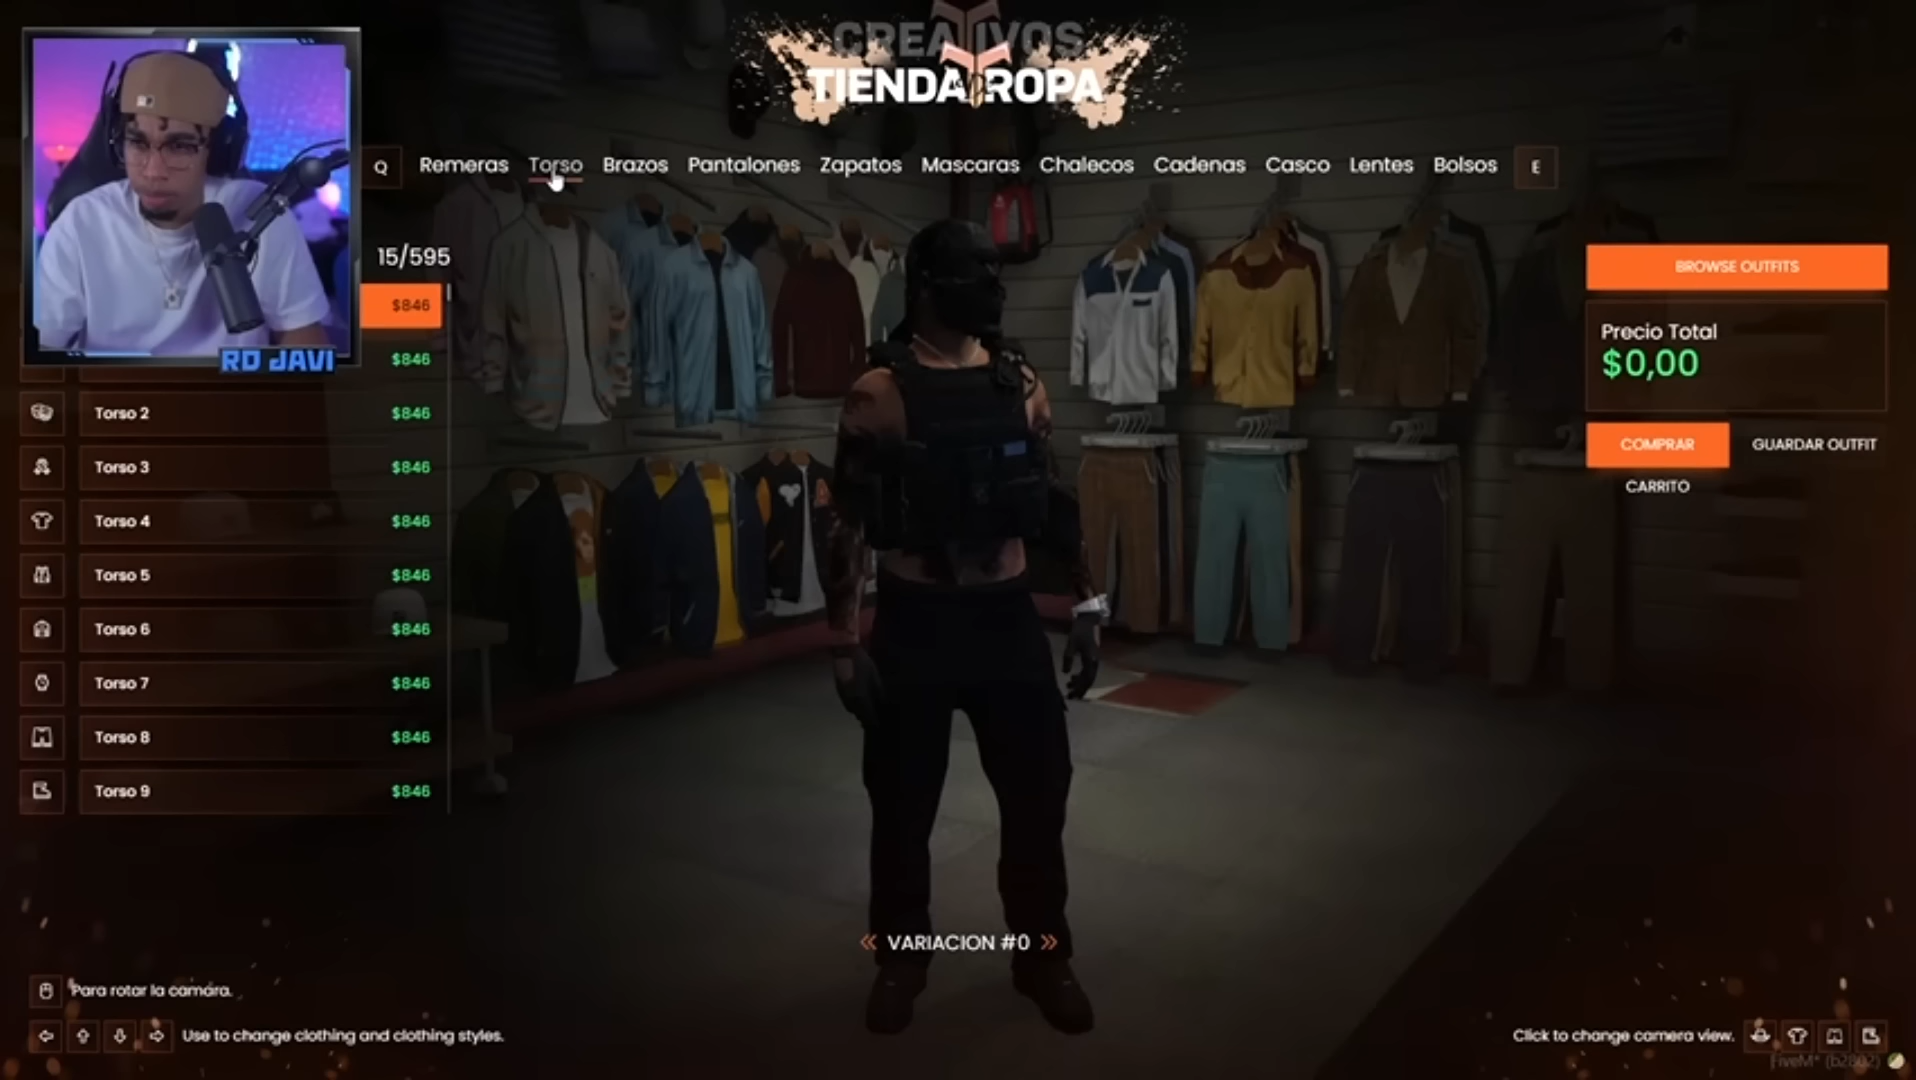 CREATIVOS
TIENDA ROPA
Q Remeras Torso Brazos Pantalones Zapatos Mascaras Chalecos Cadenas Casco Lentes Bolsos E
15/595
$846
RD JAVI
$846
Torso 2 $846
Torso 3 $846
Torso 4 $846
Torso 5 $846
Torso 6 $846
Torso 7 $846
Torso 8 $846
Torso 9 $846
BROWSE OUTFITS
Precio Total
$0,00
COMPRAR GUARDAR OUTFIT
CARRITO
« VARIACION #0 »
Para rotar la camara.
Use to change clothing and clothing styles.
Click to change camera view.
FiveM* (b2802)